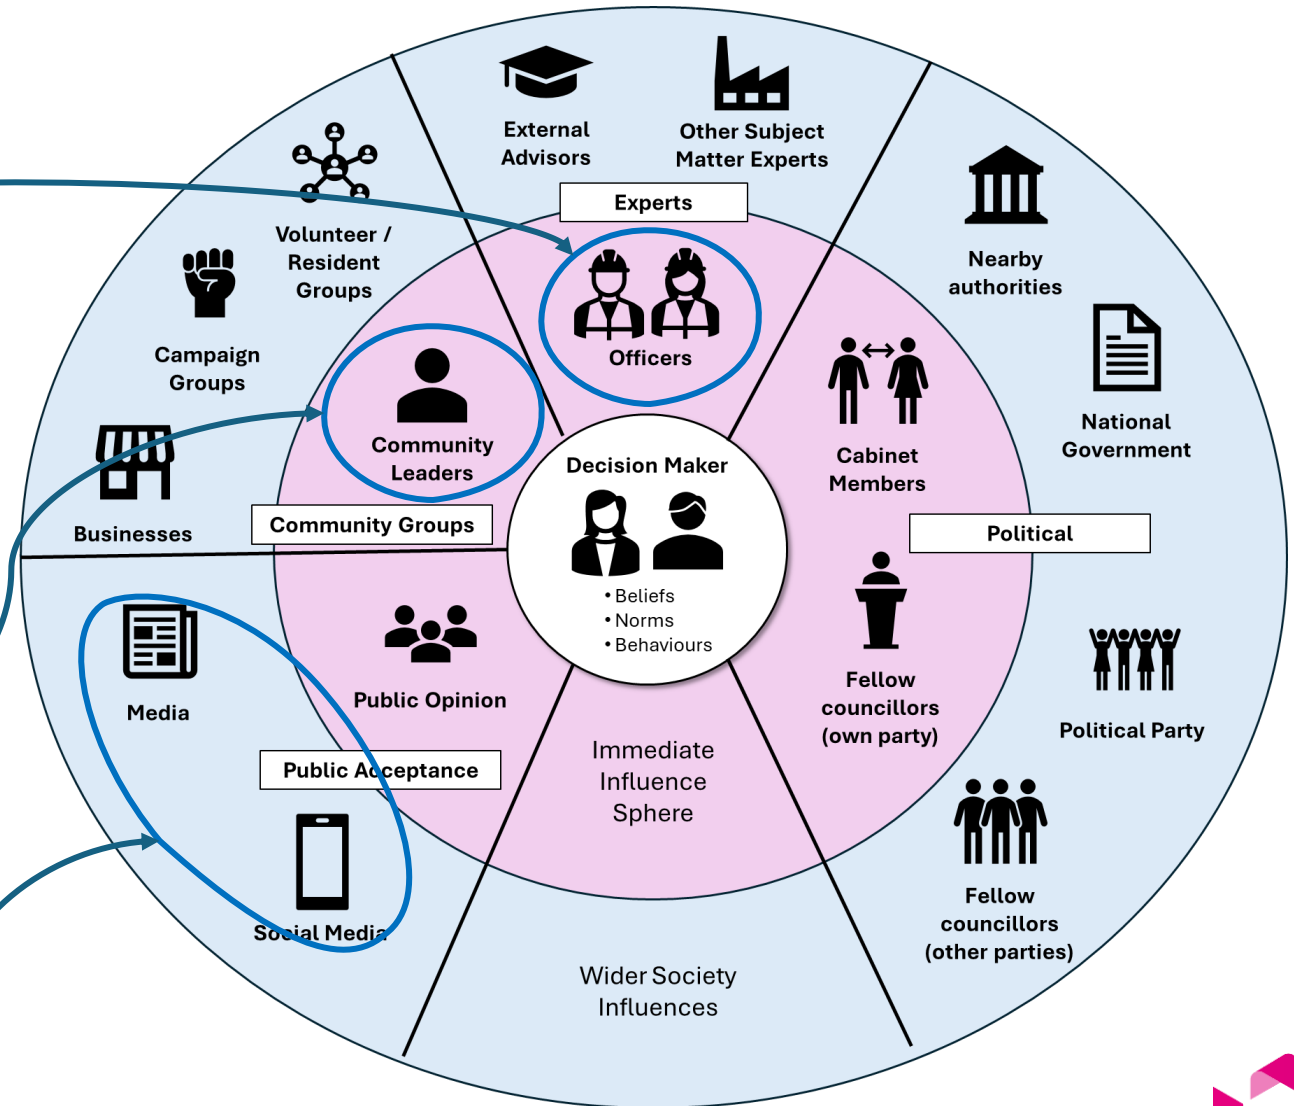 External
Advisors
Other Subject
Matter Experts
Experts
Officers
Volunteer /
Resident
Groups
Campaign
Groups
Businesses
Community
Leaders
Community Groups
Decision Maker
• Beliefs
• Norms
• Behaviours
Nearby
authorities
National
Government
Cabinet
Members
Political
Fellow
councillors
(own party)
Political Party
Fellow
councillors
(other parties)
Media
Public Opinion
Public Acceptance
Social Media
Immediate
Influence
Sphere
Wider Society
Influences